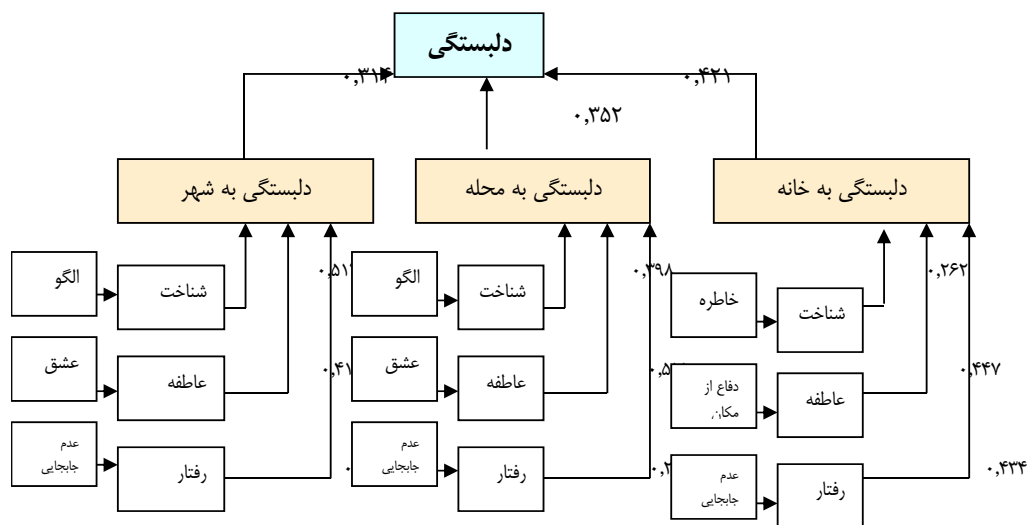 دلبستگی
۰,۴۲۱
۰,۳۱۴
۰,۳۵۲
دلبستگی به خانه
دلبستگی به محله
دلبستگی به شهر
۰,۲۶۲
۰,۳۹۸
خاطره
شناخت
الگو
شناخت
الگو
شناخت
۰,۴۴۷
دفاع از
مکان
عاطفه
عشق
عاطفه
عشق
عاطفه
۰,۴۳۴
عدم
جابجایی
رفتار
عدم
جابجایی
رفتار
عدم
جابجایی
رفتار